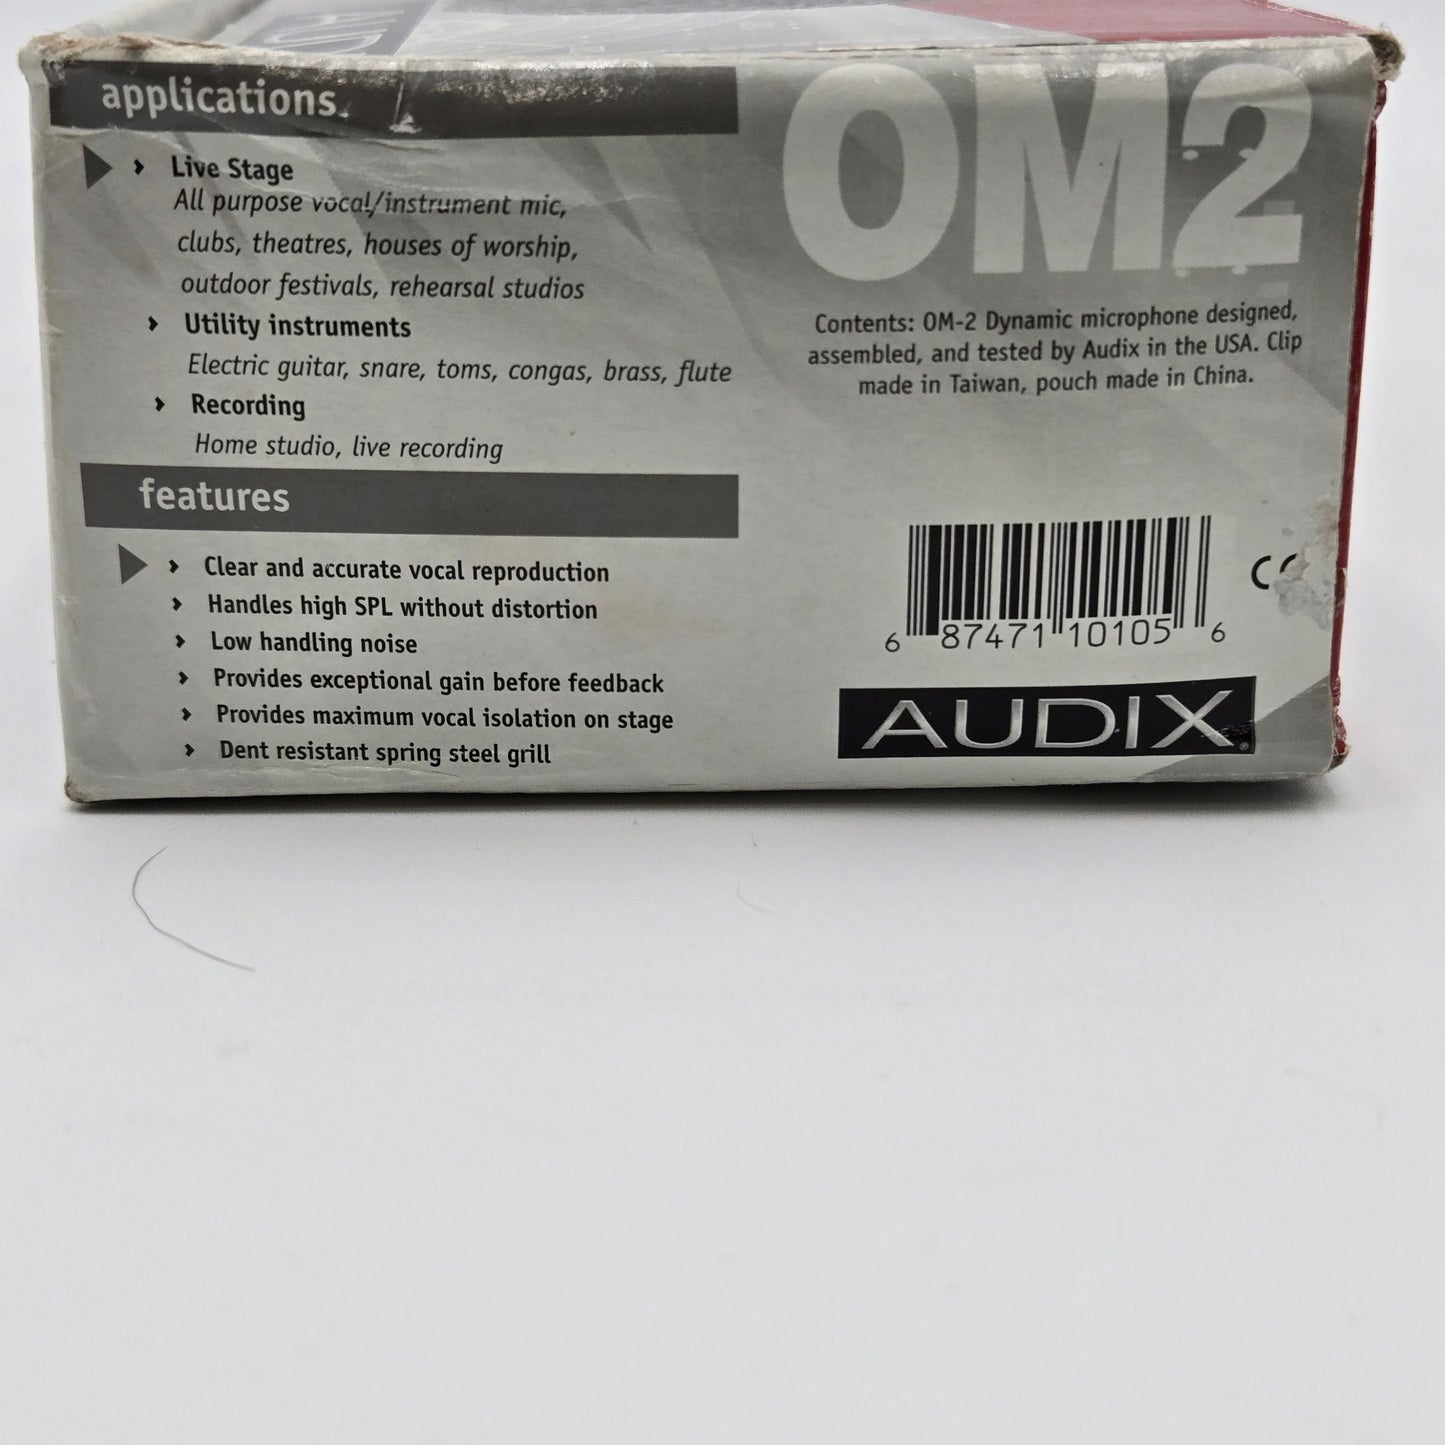 applications
› Live Stage
All purpose vocal/instrument mic,
clubs, theatres, houses of worship,
outdoor festivals, rehearsal studios
› Utility instruments
Electric guitar, snare, toms, congas, brass, flute
› Recording
Home studio, live recording
features
› Clear and accurate vocal reproduction
› Handles high SPL without distortion
› Low handling noise
› Provides exceptional gain before feedback
› Provides maximum vocal isolation on stage
› Dent resistant spring steel grill
OM2
Contents: OM-2 Dynamic microphone designed,
assembled, and tested by Audix in the USA. Clip
made in Taiwan, pouch made in China.
6 87471 10105 6
AUDIX®